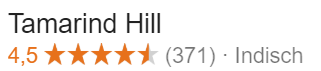 Tamarind Hill
4,5 (371) · Indisch